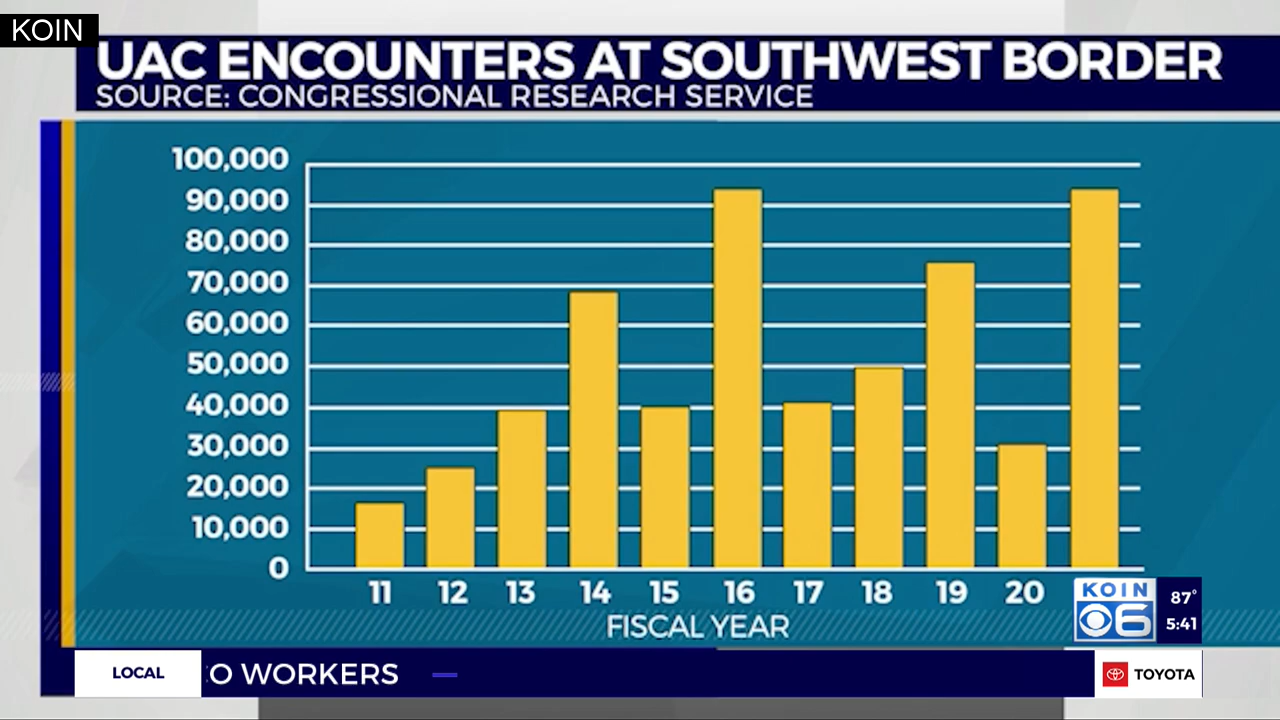 KOIN
UAC ENCOUNTERS AT SOUTHWEST BORDER
SOURCE: CONGRESSIONAL RESEARCH SERVICE
100,000
90,000
80,000
70,000
60,000
50,000
40,000
30,000
20,000
10,000
0
11 12 13 14 15 16 17 18 19 20
FISCAL YEAR
KOIN 6
87°
5:41
LOCAL
O WORKERS
TOYOTA